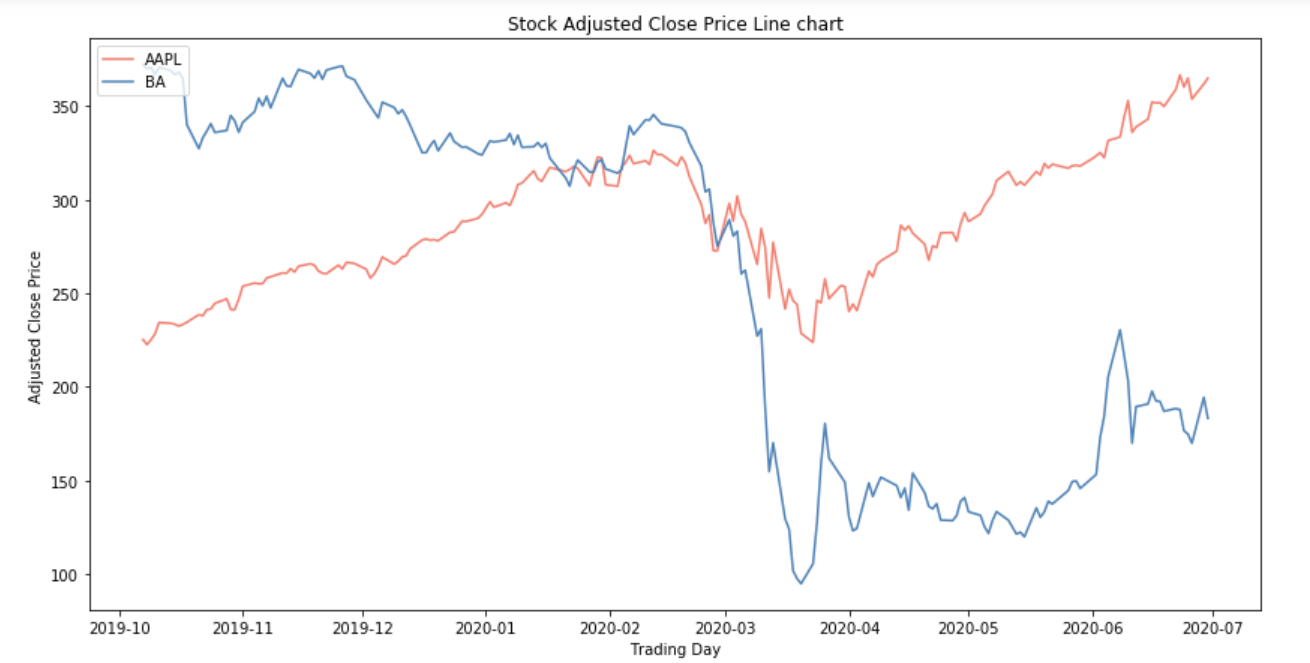 Stock Adjusted Close Price Line chart
AAPL
BA
350
300
250
200
150
100
Adjusted Close Price
2019-10 2019-11 2019-12 2020-01 2020-02 2020-03 2020-04 2020-05 2020-06 2020-07
Trading Day